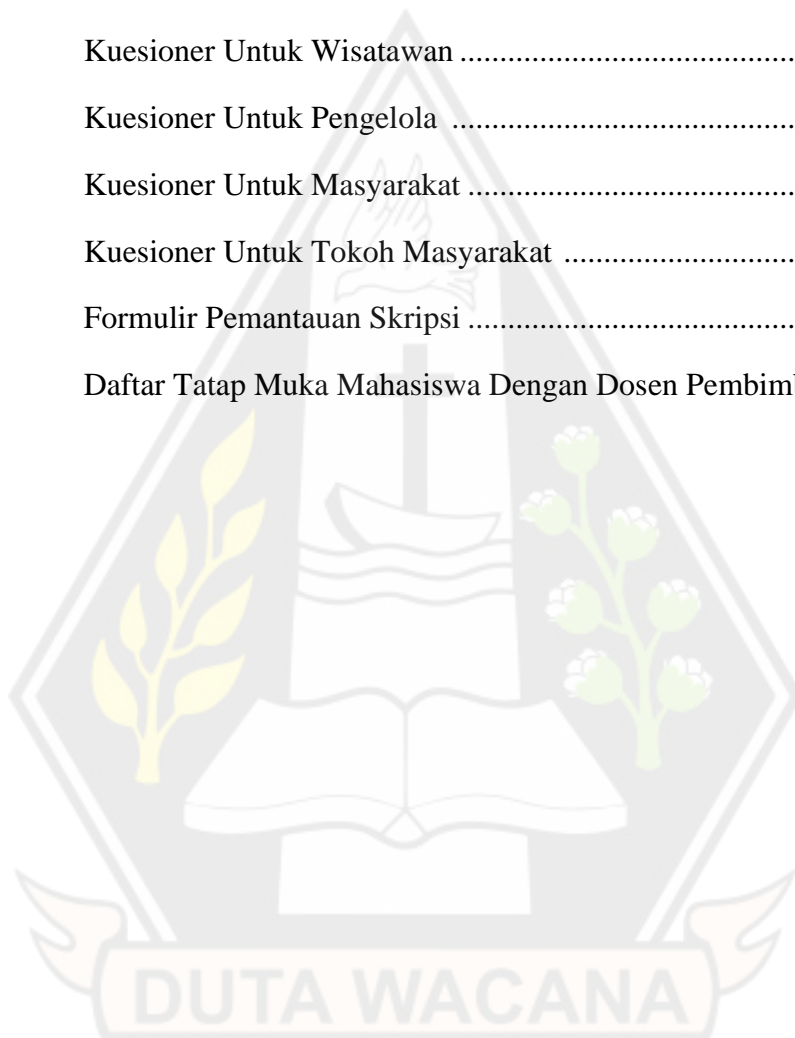 Kuesioner Untuk Wisatawan ........................................
Kuesioner Untuk Pengelola ........................................
Kuesioner Untuk Masyarakat .......................................
Kuesioner Untuk Tokoh Masyarakat ............................
Formulir Pemantauan Skripsi .......................................
Daftar Tatap Muka Mahasiswa Dengan Dosen
DUTA WACANA